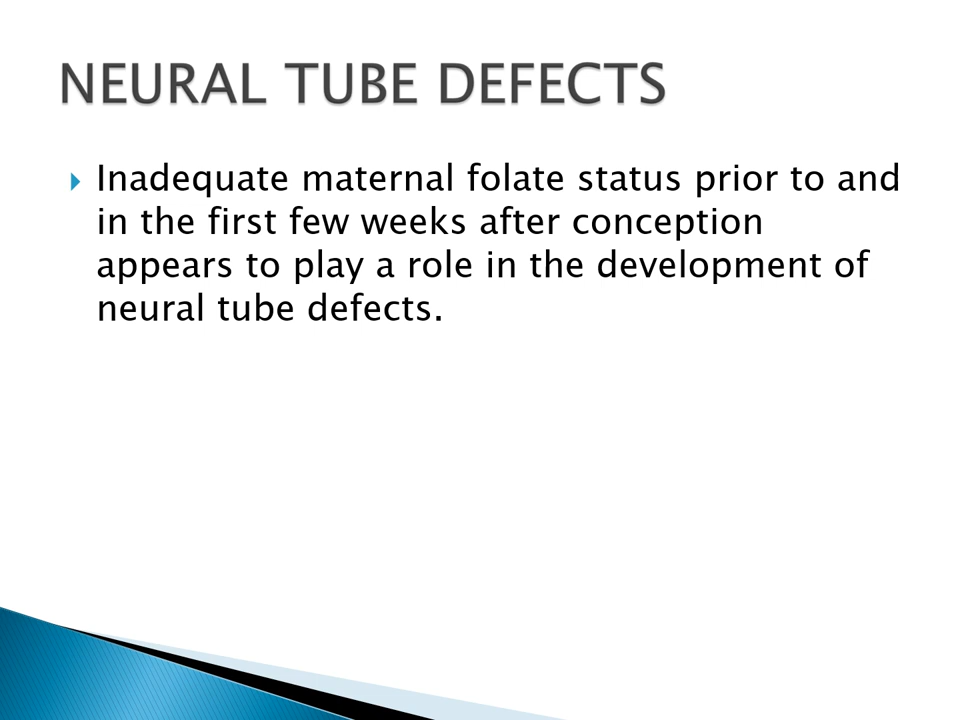 NEURAL TUBE DEFECTS
Inadequate maternal folate status prior to and
in the first few weeks after conception
appears to play a role in the development of
neural tube defects.